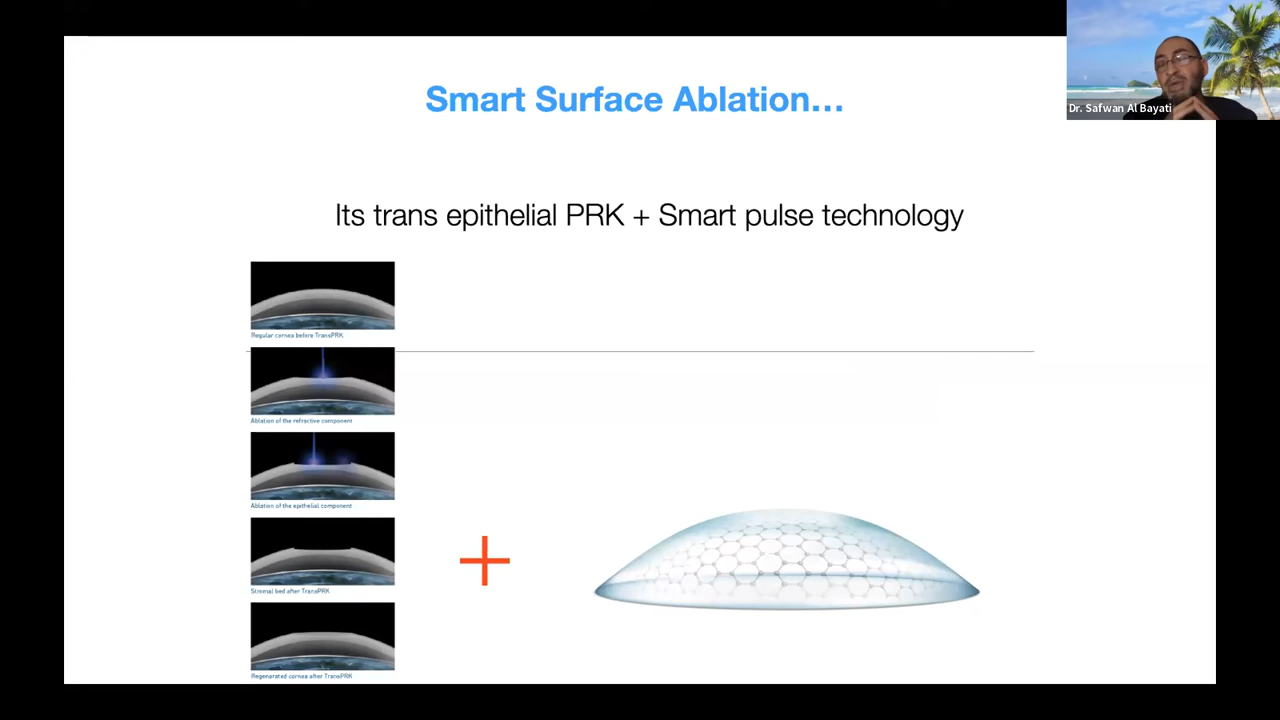 Smart Surface Ablation…
Dr. Safwan Al Bayati
Its trans epithelial PRK + Smart pulse technology
Regular cornea before TransPRK
Ablation of the refractive component
Ablation of the epithelial component
Stromal bed after TransPRK
Regenerated cornea after TransPRK